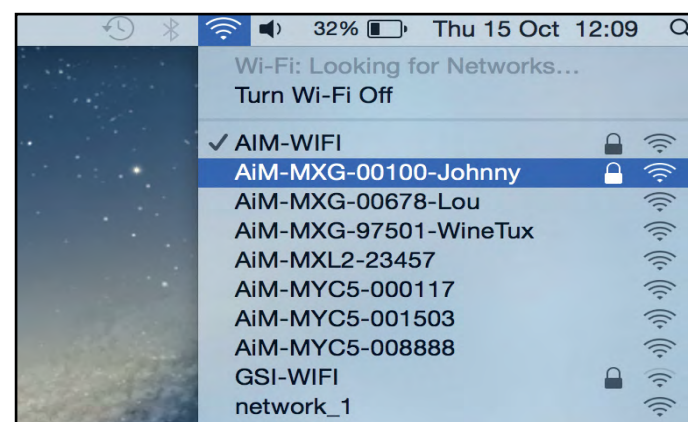 32% Thu 15 Oct 12:09
Wi-Fi: Looking for Networks...
Turn Wi-Fi Off
AIM-WIFI
AiM-MXG-00100-Johnny
AiM-MXG-00678-Lou
AiM-MXG-97501-WineTux
AiM-MXL2-23457
AiM-MYC5-000117
AiM-MYC5-001503
AiM-MYC5-008888
GSI-WIFI
network_1